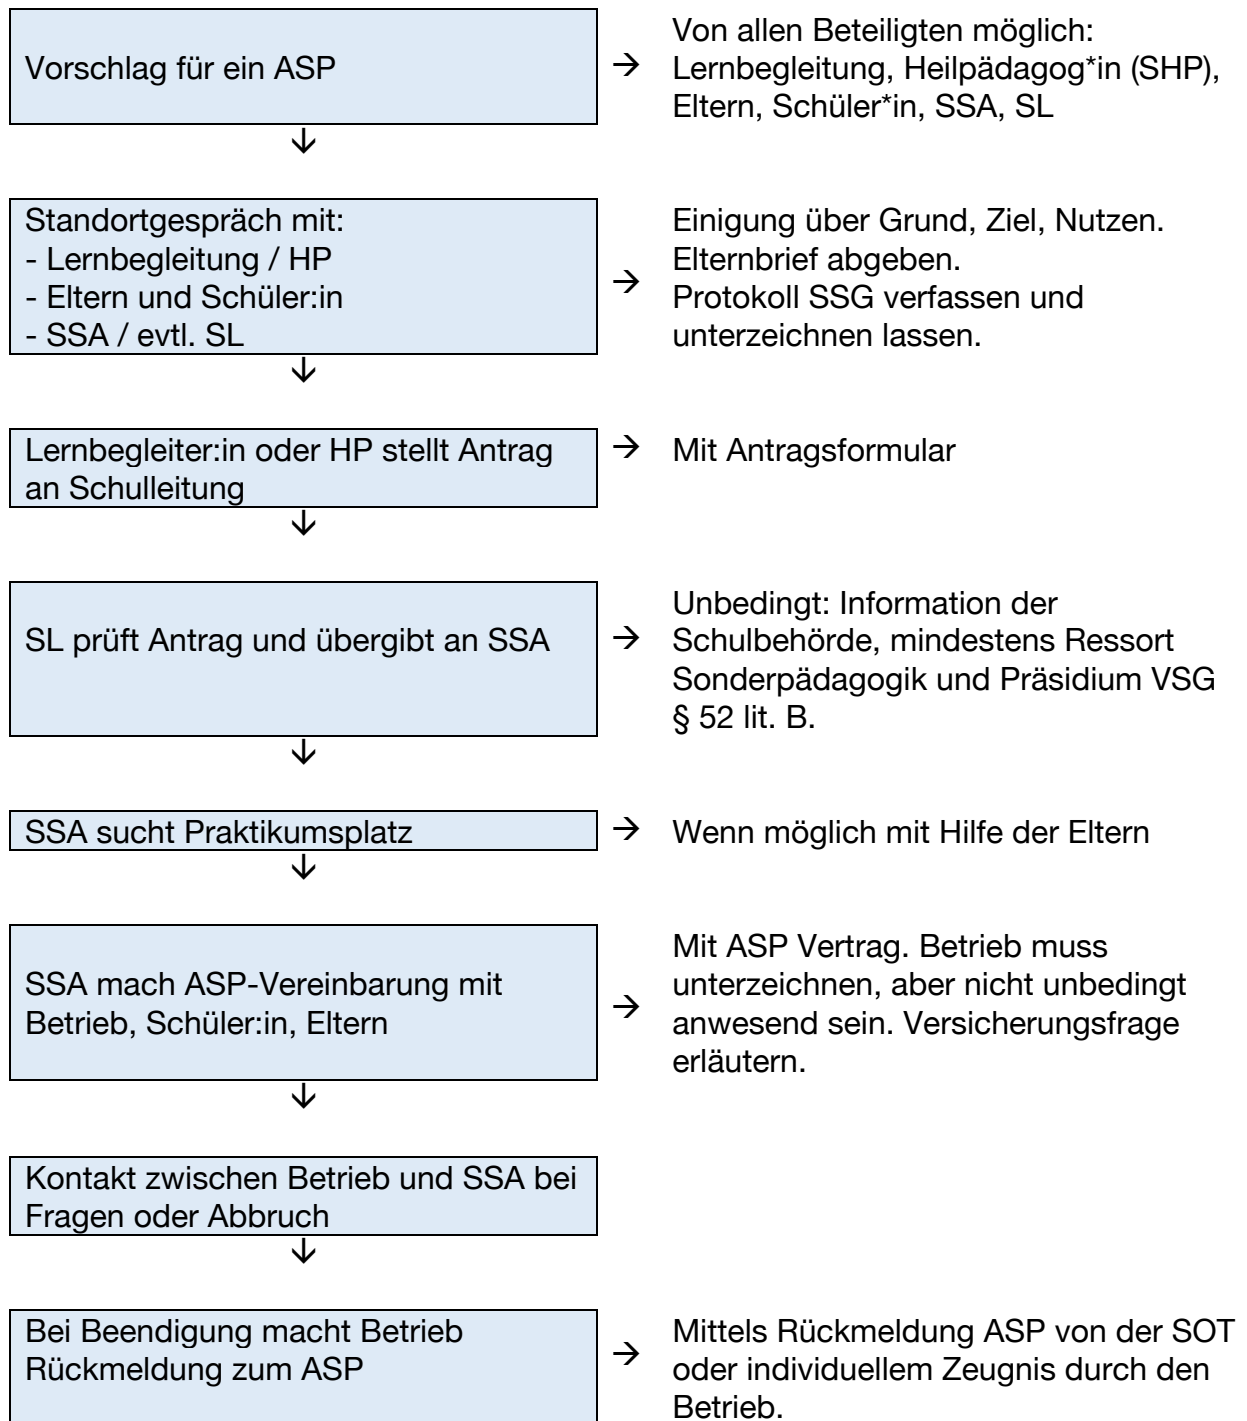 Vorschlag für ein ASP
→
Von allen Beteiligten möglich:
Lernbegleitung, Heilpädagog*in (SHP),
Eltern, Schüler*in, SSA, SL
↓
Standortgespräch mit:
- Lernbegleitung / HP
- Eltern und Schüler:in
- SSA / evtl. SL
→
Einigung über Grund, Ziel, Nutzen.
Elternbrief abgeben.
Protokoll SSG verfassen und
unterzeichnen lassen.
↓
Lernbegleiter:in oder HP stellt Antrag
an Schulleitung
→
Mit Antragsformular
↓
SL prüft Antrag und übergibt an SSA
→
Unbedingt: Information der
Schulbehörde, mindestens Ressort
Sonderpädagogik und Präsidium VSG
§ 52 lit. B.
↓
SSA sucht Praktikumsplatz
→
Wenn möglich mit Hilfe der Eltern
↓
SSA mach ASP-Vereinbarung mit
Betrieb, Schüler:in, Eltern
→
Mit ASP Vertrag. Betrieb muss
unterzeichnen, aber nicht unbedingt
anwesend sein. Versicherungsfrage
erläutern.
↓
Kontakt zwischen Betrieb und SSA bei
Fragen oder Abbruch
↓
Bei Beendigung macht Betrieb
Rückmeldung zum ASP
→
Mittels Rückmeldung ASP von der SOT
oder individuellem Zeugnis durch den
Betrieb.